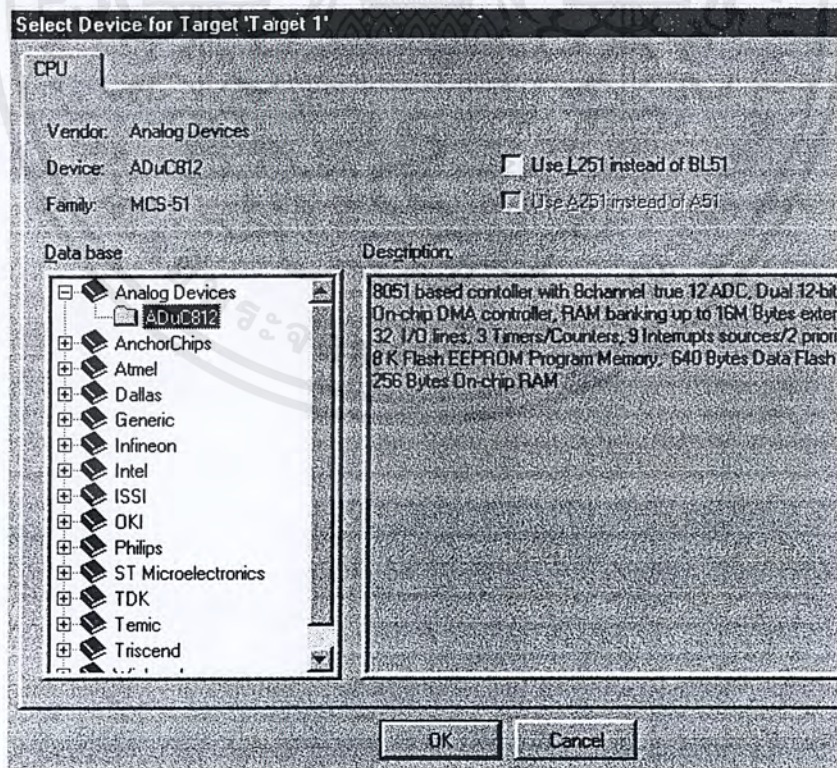 Select Device for Target 'Target 1'
CPU
Vendor: Analog Devices
Device: ADuC812
Use L251 instead of BL51
Family: MCS-51
Use A251 instead of A51
Data base
Description:
Analog Devices
ADuC812
AnchorChips
Atmel
Dallas
Generic
Infineon
Intel
ISSI
OKI
Philips
ST Microelectronics
TDK
Temic
Triscend
8051 based contoller with 8channel true 12 ADC, Dual 12-bit
On-chip DMA controller, RAM banking up to 16M Bytes exter
32 I/O lines, 3 Timers/Counters, 9 Interrupts sources/2 priori
8 K Flash EEPROM Program Memory, 640 Bytes Data Flash
256 Bytes On-chip RAM
OK
Cancel